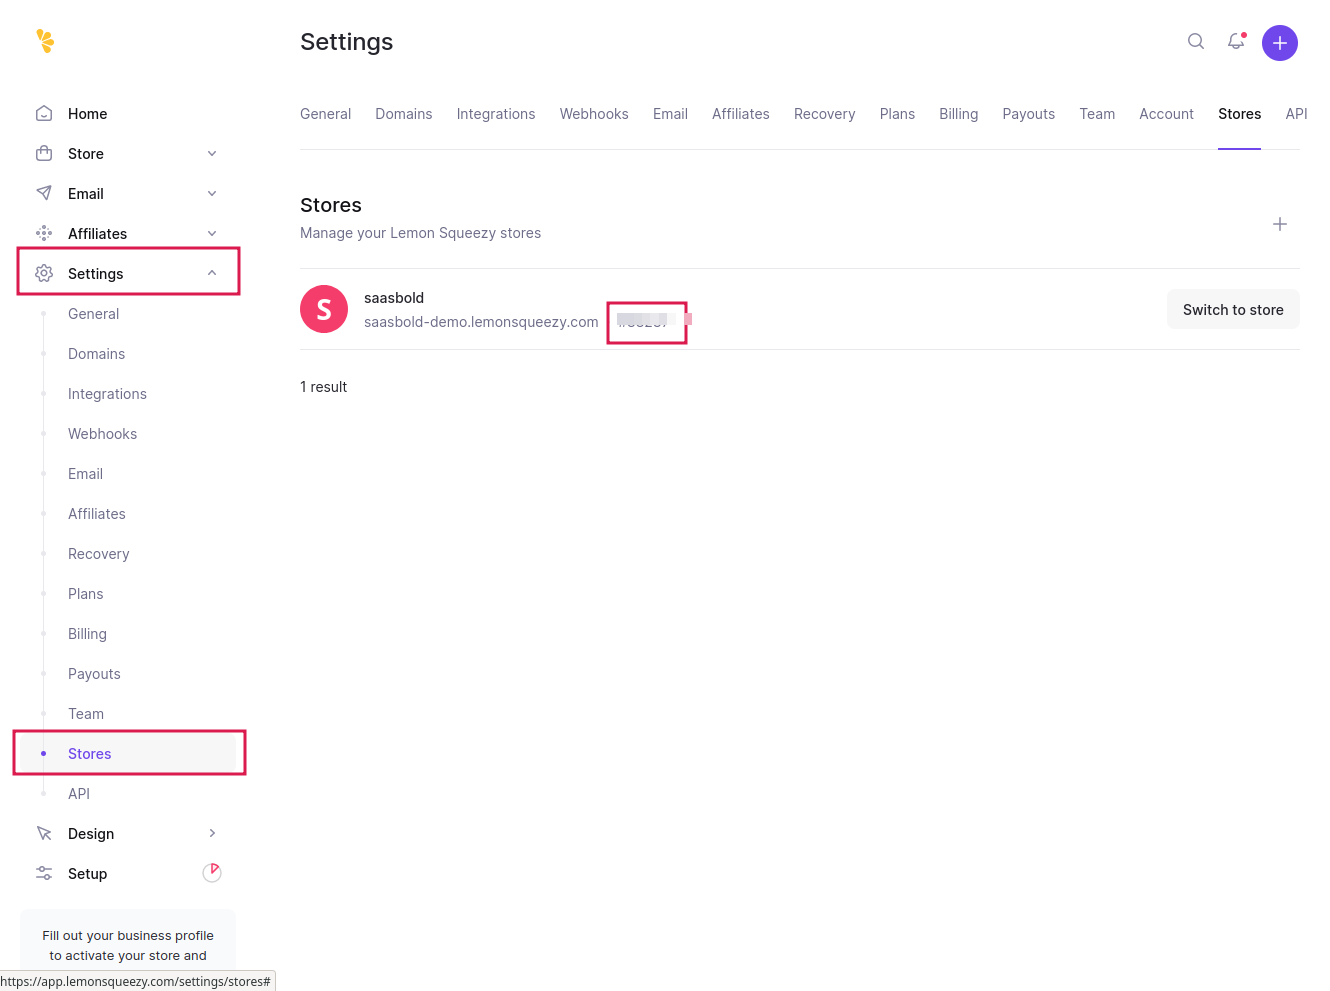 Settings
Home
Store
Email
Affiliates
Settings
General
Domains
Integrations
Webhooks
Email
Affiliates
Recovery
Plans
Billing
Payouts
Team
Stores
API
Design
Setup
Fill out your business profile
to activate your store and
https://app.lemonsqueezy.com/settings/stores#
General Domains Integrations Webhooks Email Affiliates Recovery Plans Billing Payouts Team Account Stores API
Stores
Manage your Lemon Squeezy stores
S
saasbold
saasbold-demo.lemonsqueezy.com
Switch to store
1 result